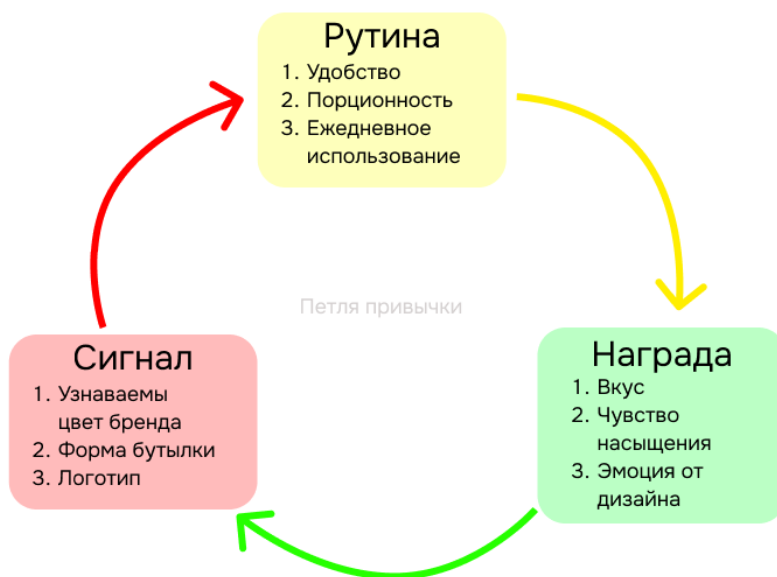 Рутина
1. Удобство
2. Порционность
3. Ежедневное
использование
Петля привычки
Сигнал
1. Узнаваемы
цвет бренда
2. Форма бутылки
3. Логотип
Награда
1. Вкус
2. Чувство
насыщения
3. Эмоция от
дизайна